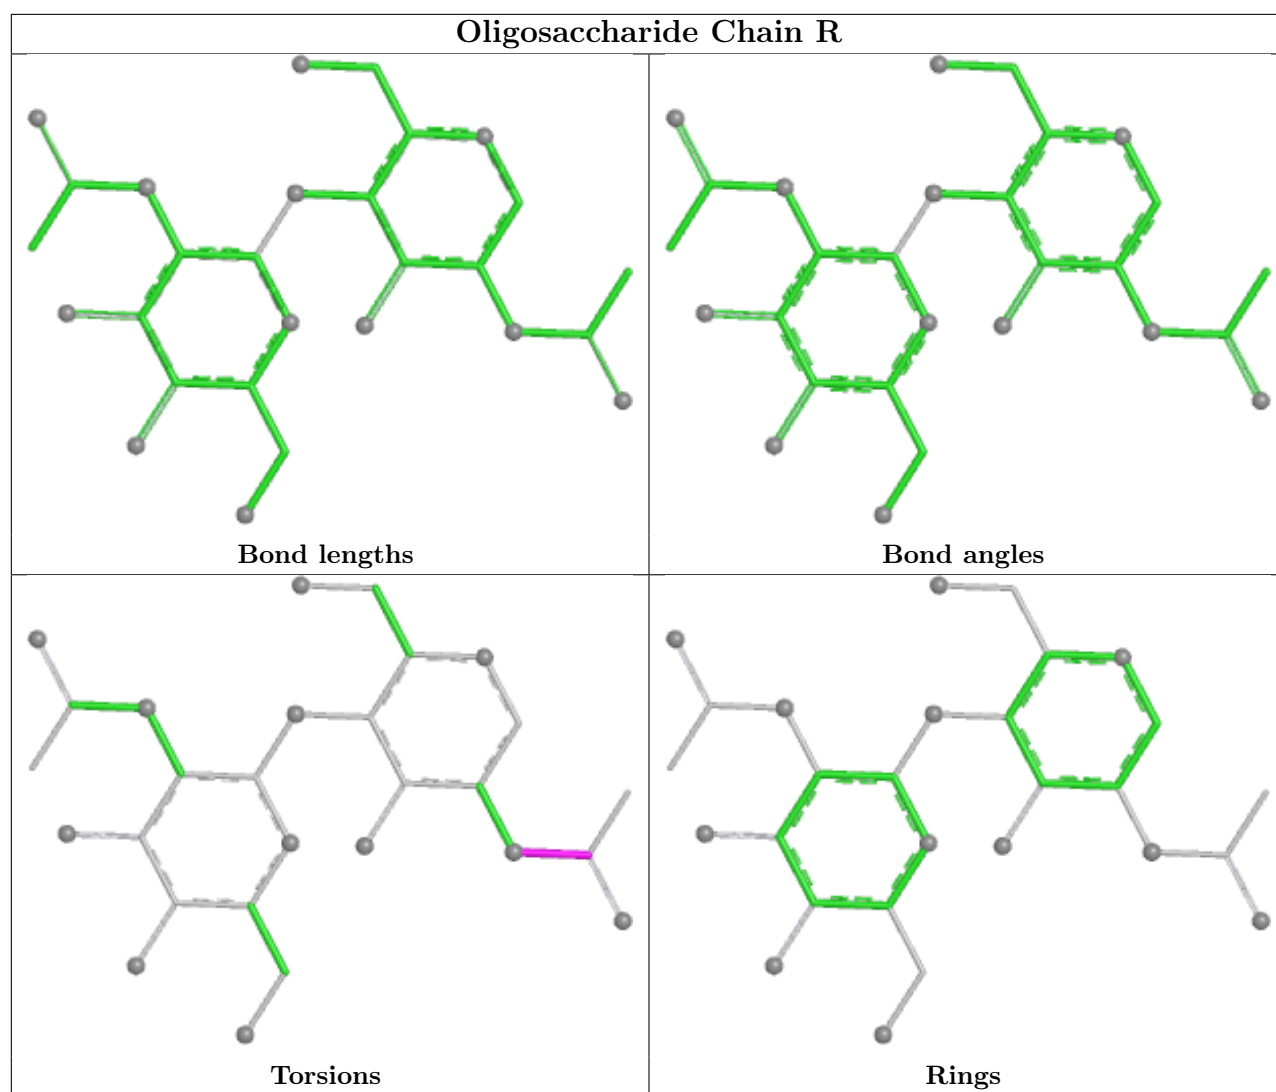 Oligosaccharide Chain R
Bond lengths
Bond angles
Torsions
Rings